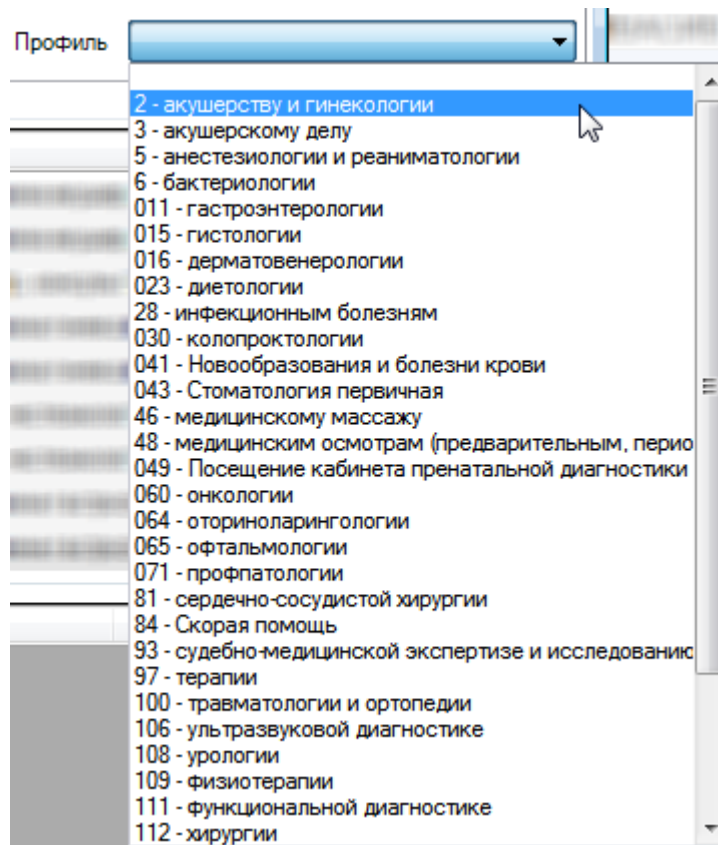 Профиль
2 - акушерству и гинекологии
3 - акушерскому делу
5 - анестезиологии и реаниматологии
6 - бактериологии
011 - гастроэнтерологии
015 - гистологии
016 - дерматовенерологии
023 - диетологии
28 - инфекционным болезням
030 - колопроктологии
041 - Новообразования и болезни крови
043 - Стоматология первичная
46 - медицинскому массажу
48 - медицинским осмотрам (предварительным, перио
049 - Посещение кабинета пренатальной диагностики
060 - онкологии
064 - оториноларингологии
065 - офтальмологии
071 - профпатологии
81 - сердечно-сосудистой хирургии
84 - Скорая помощь
93 - судебно-медицинской экспертизе и исследованию
97 - терапии
100 - травматологии и ортопедии
106 - ультразвуковой диагностике
108 - урологии
109 - физиотерапии
111 - функциональной диагностике
112 - хирургии